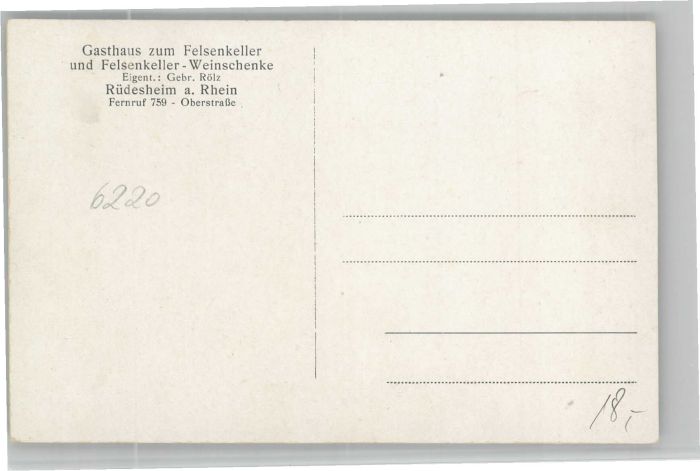 Gasthaus zum Felsenkeller
und Felsenkeller-Weinschenke
Eigent.: Gebr. Rölz
Rüdesheim a. Rhein
Fernruf 759 - Oberstraße
6220
18,-